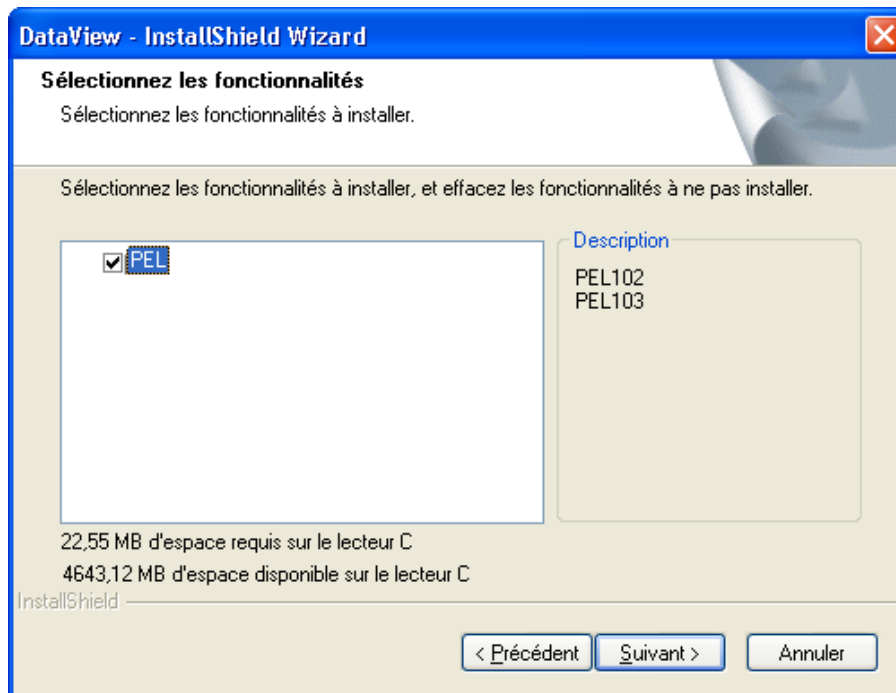 DataView - InstallShield Wizard
Sélectionnez les fonctionnalités
Sélectionnez les fonctionnalités à installer.
Sélectionnez les fonctionnalités à installer, et effacez les fonctionnalités à ne pas installer.
PEL
Description
PEL102
PEL103
22,55 MB d'espace requis sur le lecteur C
4643,12 MB d'espace disponible sur le lecteur C
InstallShield
< Précédent
Suivant >
Annuler